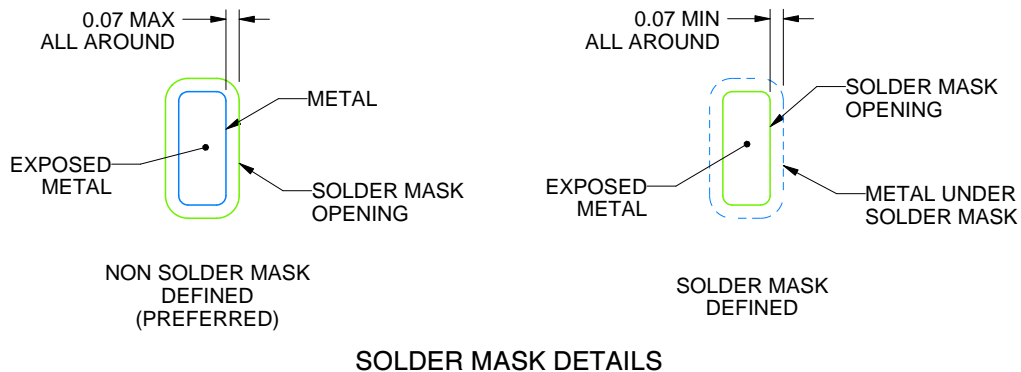 0.07 MAX
ALL AROUND
METAL
EXPOSED
METAL
SOLDER MASK
OPENING
NON SOLDER MASK
DEFINED
(PREFERRED)
0.07 MIN
ALL AROUND
SOLDER MASK
OPENING
EXPOSED
METAL
METAL UNDER
SOLDER MASK
SOLDER MASK
DEFINED
SOLDER MASK DETAILS